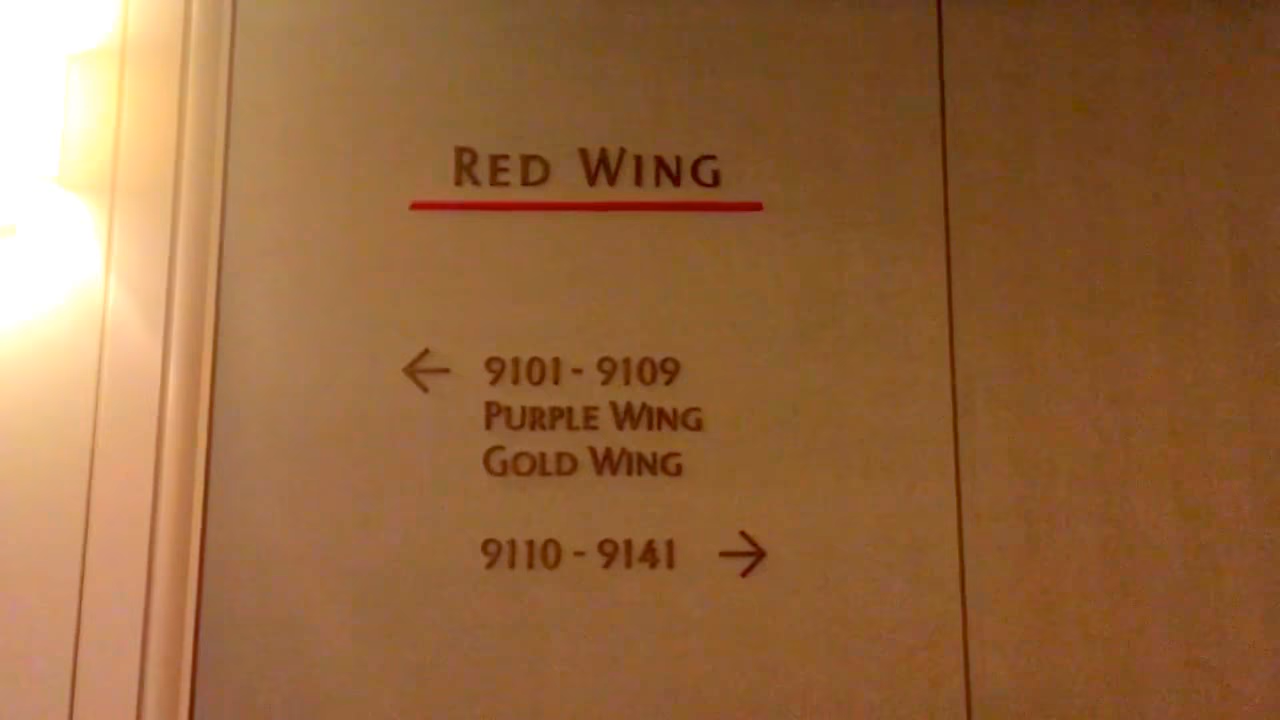 RED WING
← 9101 - 9109
PURPLE WING
GOLD WING
9110 - 9141 →